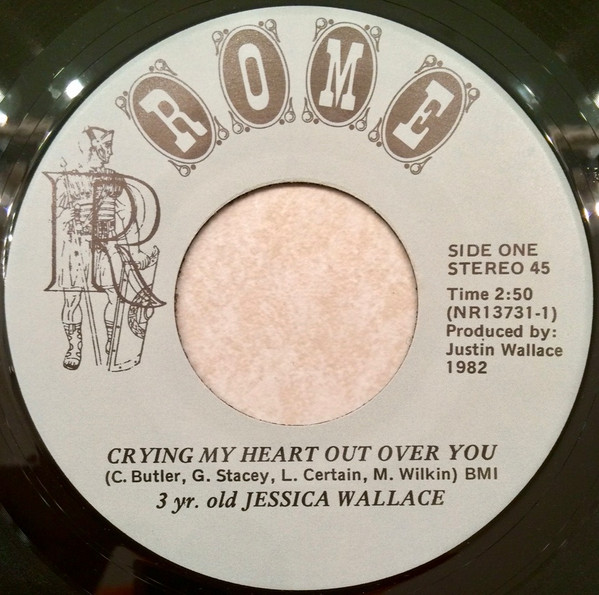 ROME
R
SIDE ONE
STEREO 45
Time 2:50
(NR13731-1)
Produced by:
Justin Wallace
1982
CRYING MY HEART OUT OVER YOU
(C. Butler, G. Stacey, L. Certain, M. Wilkin) BMI
3 yr. old JESSICA WALLACE